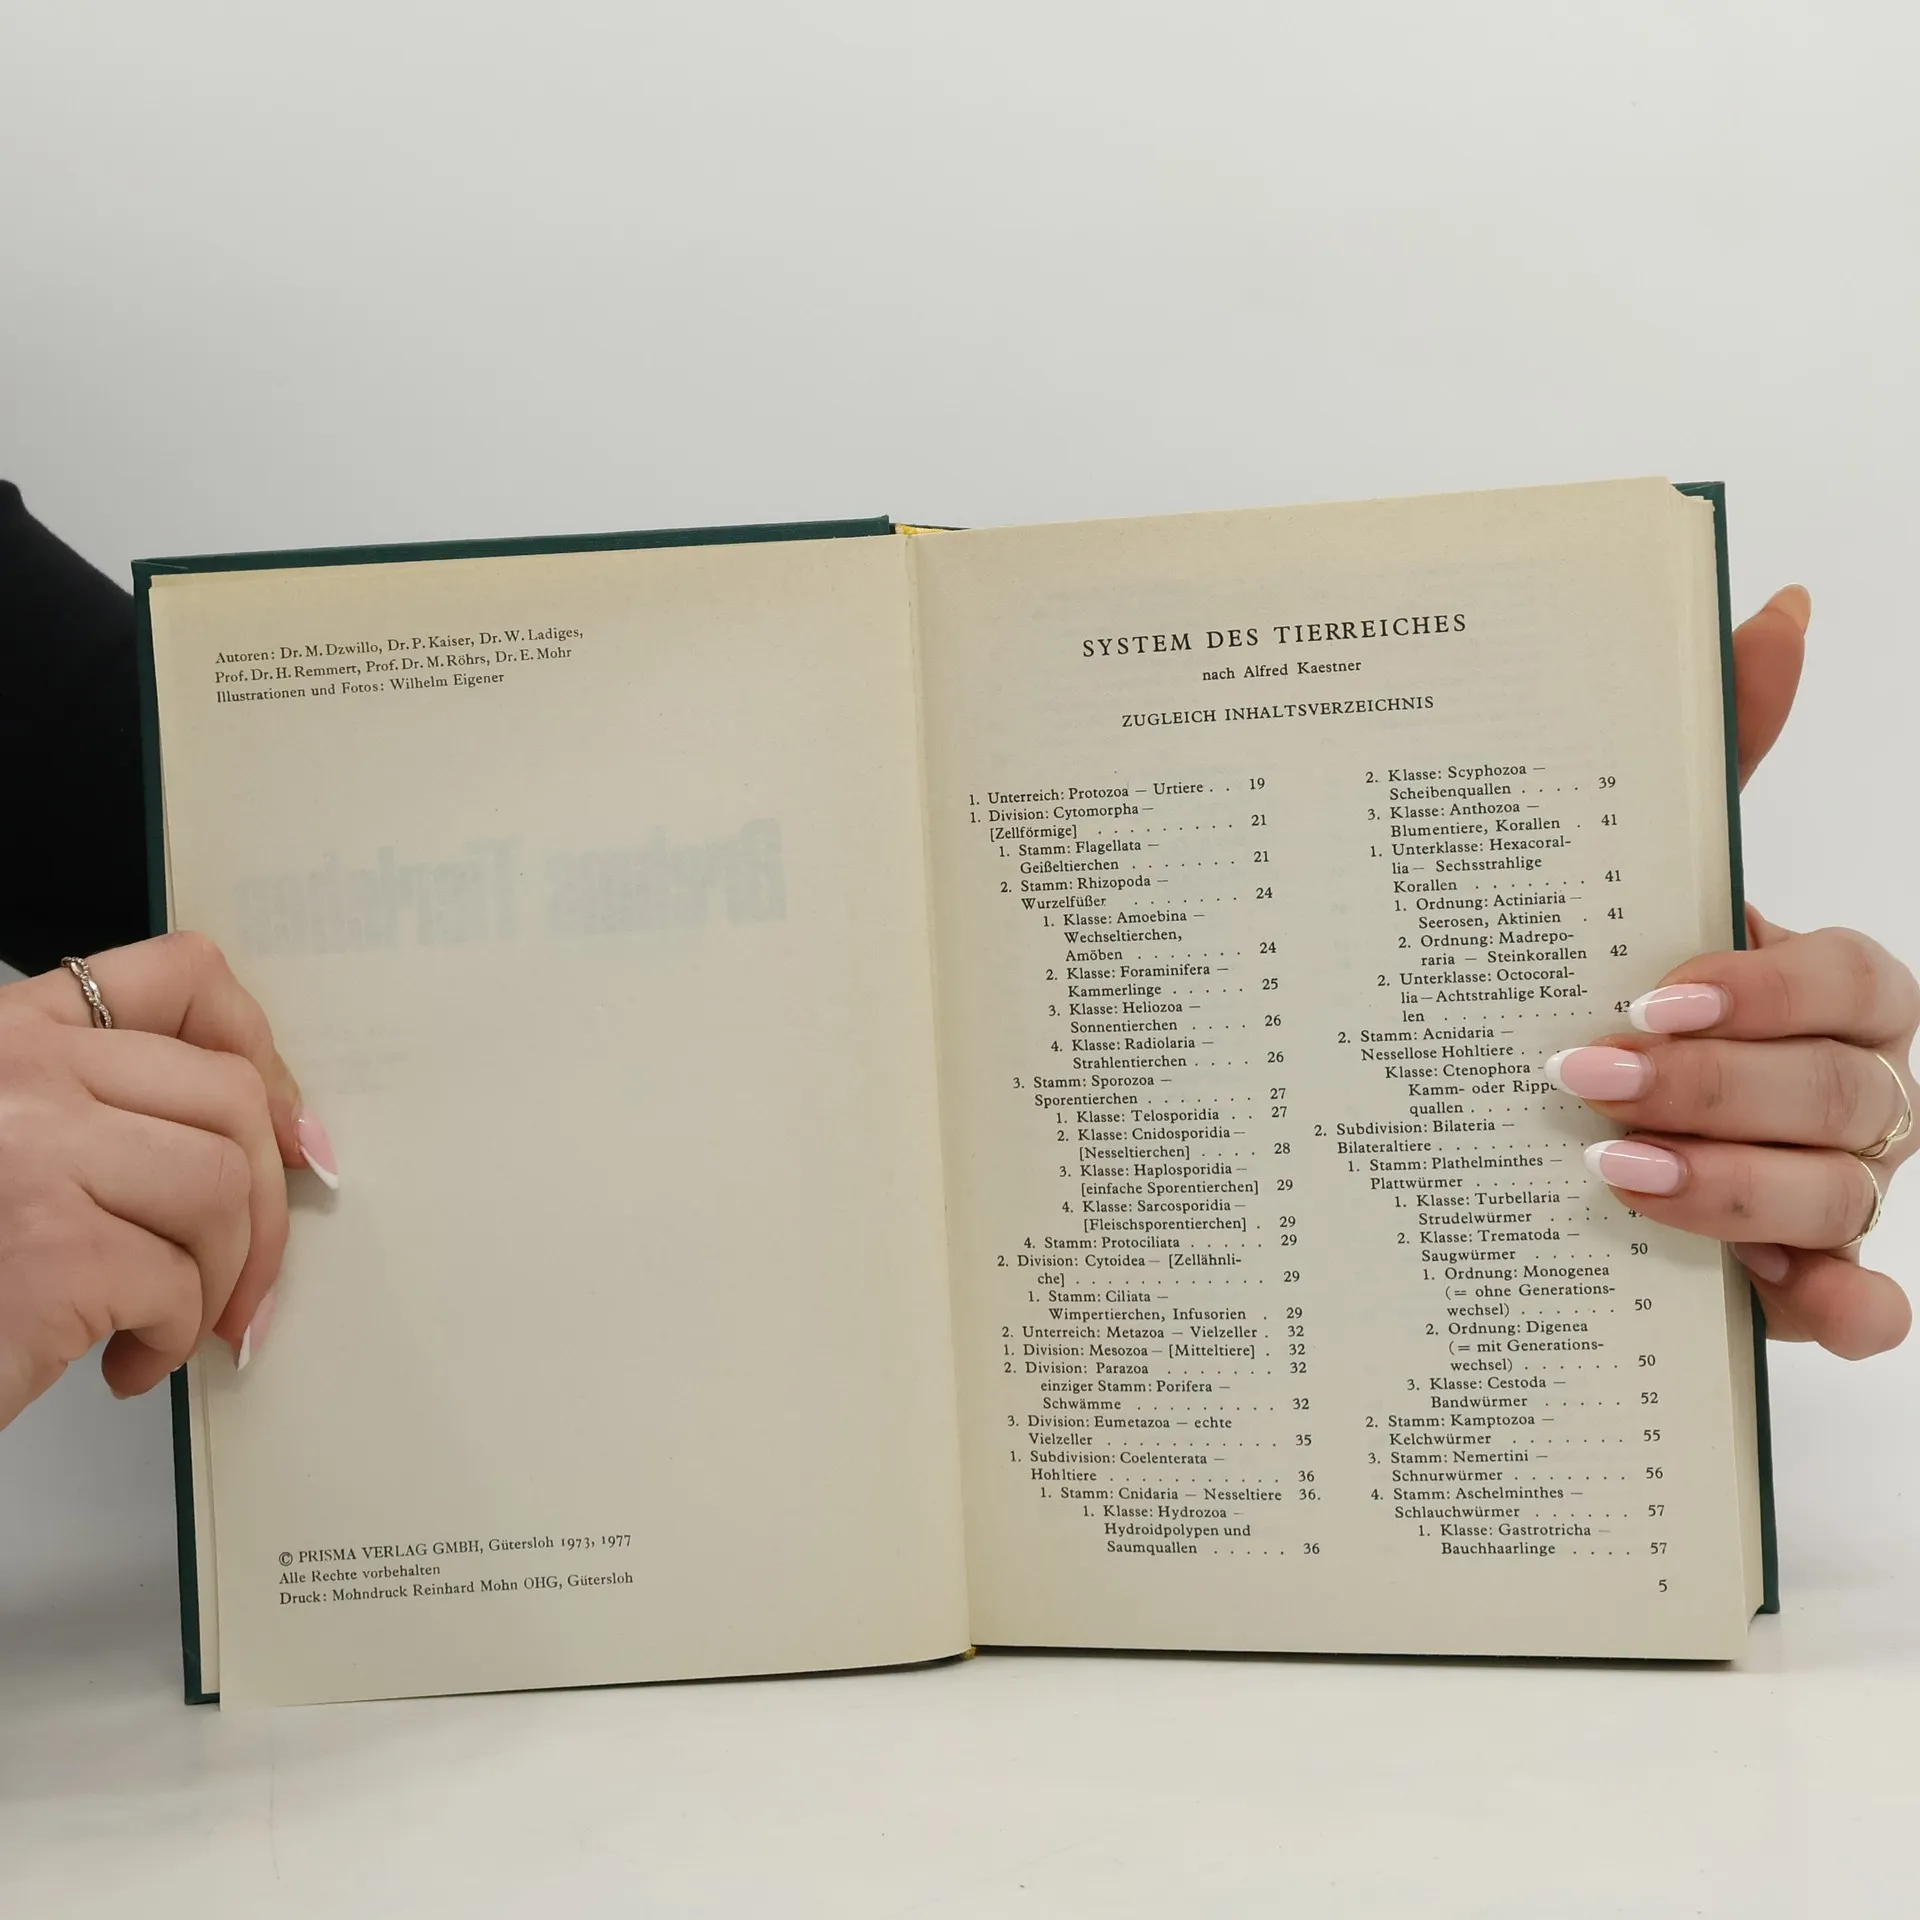 Autoren: Dr. M. Dzwillo, Dr. P. Kaiser, Dr. W. Ladiges,
Prof. Dr. H. Remmert, Prof. Dr. M. Röhrs, Dr. E. Mohr
Illustrationen und Fotos: Wilhelm Eigener
© PRISMA VERLAG GMBH, Gütersloh 1973, 1977
Alle Rechte vorbehalten
Druck: Mohndruck Reinhard Mohn OHG, Gütersloh
SYSTEM DES TIERREICHES
nach Alfred Kaestner
ZUGLEICH INHALTSVERZEICHNIS
1. Unterreich: Protozoa — Urtiere . . 19
1. Division: Cytomorpha —
[Zellförmige] . . . . . . . . . 21
1. Stamm: Flagellata —
Geißeltierchen . . . . . . . 21
2. Stamm: Rhizopoda —
Wurzelfüßer . . . . . . . 24
1. Klasse: Amoebina —
Wechseltierchen,
Amöben . . . . . . . 24
2. Klasse: Foraminifera —
Kammerlinge . . . . . 25
3. Klasse: Heliozoa —
Sonnentierchen . . . . 26
4. Klasse: Radiolaria —
Strahlentierchen . . . . 26
3. Stamm: Sporozoa —
Sporentierchen . . . . . . . 27
1. Klasse: Telosporidia . . 27
2. Klasse: Cnidosporidia —
[Nesseltierchen] . . . . 28
3. Klasse: Haplosporidia —
[einfache Sporentierchen] 29
4. Klasse: Sarcosporidia —
[Fleischsporentierchen] . 29
4. Stamm: Protociliata . . . . . 29
2. Division: Cytoidea — [Zellähnli-
che] . . . . . . . . . . . . 29
1. Stamm: Ciliata —
Wimpertierchen, Infusorien . 29
2. Unterreich: Metazoa — Vielzeller . 32
1. Division: Mesozoa — [Mitteltiere] . 32
2. Division: Parazoa . . . . . . . 32
einziger Stamm: Porifera —
Schwämme . . . . . . . . . 32
3. Division: Eumetazoa — echte
Vielzeller . . . . . . . . . . . 35
1. Subdivision: Coelenterata —
Hohltiere . . . . . . . . . . . 36
1. Stamm: Cnidaria — Nesseltiere 36.
1. Klasse: Hydrozoa —
Hydroidpolypen und
Saumquallen . . . . . 36
2. Klasse: Scyphozoa —
Scheibenquallen . . . . 39
3. Klasse: Anthozoa —
Blumentiere, Korallen . 41
1. Unterklasse: Hexacoral-
lia — Sechsstrahlige
Korallen . . . . . . . 41
1. Ordnung: Actiniaria —
Seerosen, Aktinien . 41
2. Ordnung: Madrepo-
raria — Steinkorallen 42
2. Unterklasse: Octocoral-
lia — Achtstrahlige Koral-
len . . . . . . . . . 43
2. Stamm: Acnidaria —
Nessellose Hohltiere . .
Klasse: Ctenophora -
Kamm- oder
quallen . . . . . . .
2. Subdivision: Bilateria —
Bilateraltiere . . . . . . . . .
1. Stamm: Plathelminthes —
Plattwürmer . . . . . . .
1. Klasse: Turbellaria —
Strudelwürmer . . . .
2. Klasse: Trematoda —
Saugwürmer . . . . . 50
1. Ordnung: Monogenea
(= ohne Generations-
wechsel) . . . . . . 50
2. Ordnung: Digenea
(= mit Generations-
wechsel) . . . . . . 50
3. Klasse: Cestoda —
Bandwürmer . . . . . 52
2. Stamm: Kamptozoa —
Kelchwürmer . . . . . . . 55
3. Stamm: Nemertini —
Schnurwürmer . . . . . . . 56
4. Stamm: Aschelminthes —
Schlauchwürmer . . . . . . 57
1. Klasse: Gastrotricha —
Bauchhaarlinge . . . . 57
5